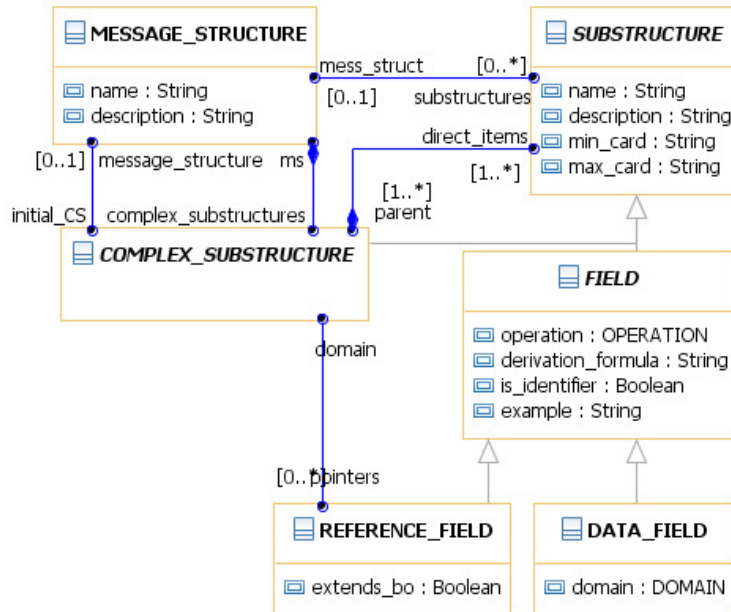 MESSAGE_STRUCTURE
name : String
description : String
SUBSTRUCTURE
name : String
description : String
min_card : String
max_card : String
mess_struct [0..*]
[0..1] substructures
direct_items
[1..*]
[0..1] message_structure ms
[1..*]
parent
initial_CS complex_substructures
COMPLEX_SUBSTRUCTURE
FIELD
operation : OPERATION
derivation_formula : String
is_identifier : Boolean
example : String
domain
[0..*]pointers
REFERENCE_FIELD
extends_bo : Boolean
DATA_FIELD
domain : DOMAIN